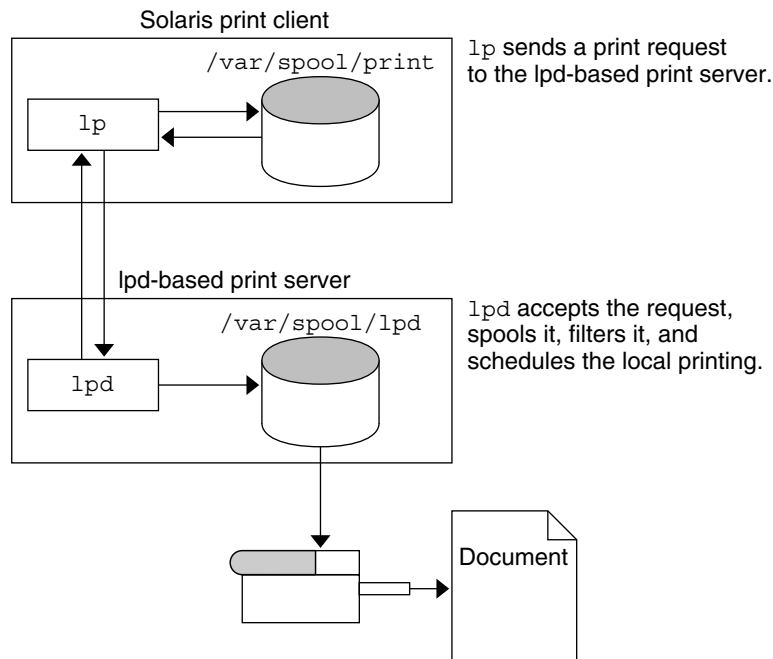 Solaris print client
/var/spool/print
lp
lp sends a print request
to the lpd-based print server.
lpd-based print server
/var/spool/lpd
lpd
lpd accepts the request,
spools it, filters it, and
schedules the local printing.
Document